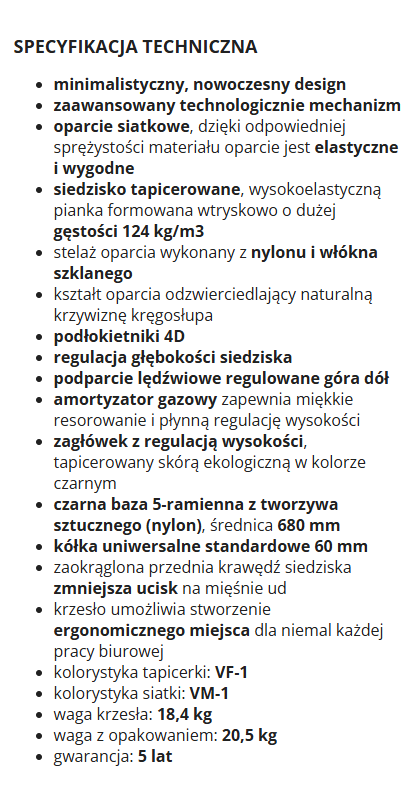 SPECYFIKACJA TECHNICZNA
• minimalistyczny, nowoczesny design
• zaawansowany technologicznie mechanizm
• oparcie siatkowe, dzięki odpowiedniej
sprężystości materiału oparcie jest elastyczne
i wygodne
• siedzisko tapicerowane, wysokoelastyczną
pianka formowana wtryskowo o dużej
gęstości 124 kg/m3
• stelaż oparcia wykonany z nylonu i włókna
szklanego
• kształt oparcia odzwierciedlający naturalną
krzywiznę kręgosłupa
• podłokietniki 4D
• regulacja głębokości siedziska
• podparcie lędźwiowe regulowane góra dół
• amortyzator gazowy zapewnia miękkie
resorowanie i płynną regulację wysokości
• zagłówek z regulacją wysokości,
tapicerowany skórą ekologiczną w kolorze
czarnym
• czarna baza 5-ramienna z tworzywa
sztucznego (nylon), średnica 680 mm
• kółka uniwersalne standardowe 60 mm
• zaokrąglona przednia krawędź siedziska
zmniejsza ucisk na mięśnie ud
• krzesło umożliwia stworzenie
ergonomicznego miejsca dla niemal każdej
pracy biurowej
• kolorystyka tapicerki: VF-1
• kolorystyka siatki: VM-1
• waga krzesła: 18,4 kg
• waga z opakowaniem: 20,5 kg
• gwarancja: 5 lat